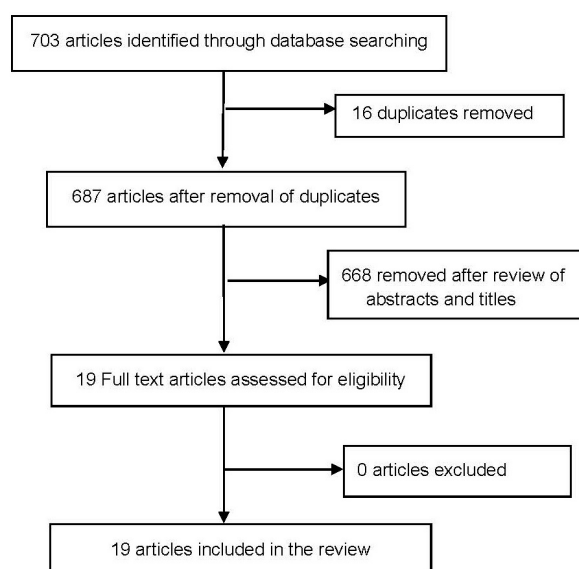 703 articles identified through database searching
16 duplicates removed
687 articles after removal of duplicates
668 removed after review of
abstracts and titles
19 Full text articles assessed for eligibility
0 articles excluded
19 articles included in the review